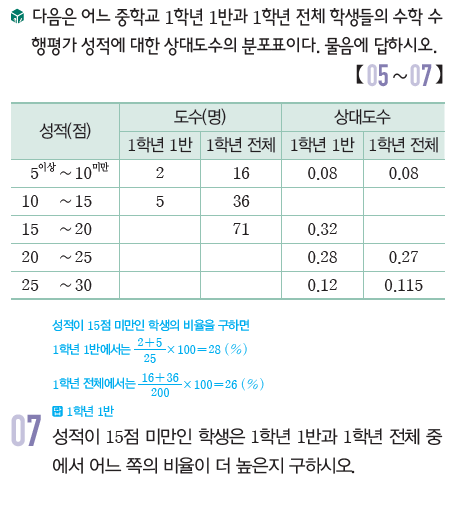 다음은 어느 중학교 1학년 1반과 1학년 전체 학생들의 수학 수
행평가 성적에 대한 상대도수의 분포표이다. 물음에 답하시오.
【05~07】
성적(점) 도수(명) 상대도수
1학년 1반 1학년 전체 1학년 1반 1학년 전체
5이상 ~ 10미만 2 16 0.08 0.08
10 ~ 15 5 36
15 ~ 20 71 0.32
20 ~ 25 0.28 0.27
25 ~ 30 0.12 0.115
성적이 15점 미만인 학생의 비율을 구하면
1학년 1반에서는 2+5/25 ×100=28 (%)
1학년 전체에서는 16+36/200 ×100=26 (%)
답 1학년 1반
07 성적이 15점 미만인 학생은 1학년 1반과 1학년 전체 중
에서 어느 쪽의 비율이 더 높은지 구하시오.